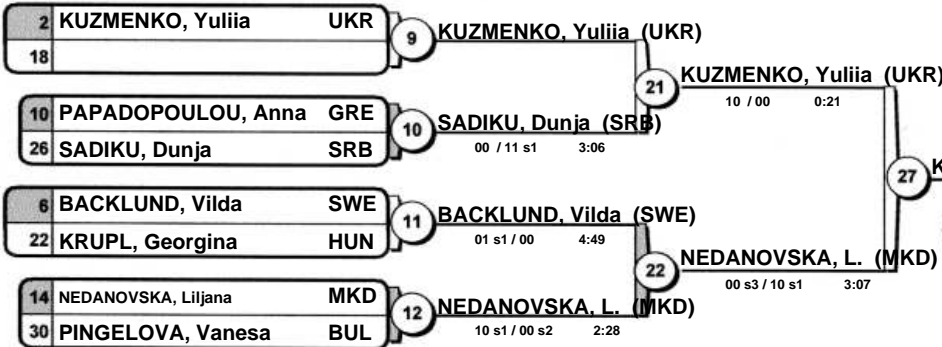 2 KUZMENKO, Yuliia UKR
18
9
KUZMENKO, Yuliia (UKR)
10 PAPADOPOULOU, Anna GRE
26 SADIKU, Dunja SRB
10
SADIKU, Dunja (SRB)
00 / 11 s1 3:06
21
KUZMENKO, Yuliia (UKR)
10 / 00 0:21
6 BACKLUND, Vilda SWE
22 KRUPL, Georgina HUN
11
BACKLUND, Vilda (SWE)
01 s1 / 00 4:49
14 NEDANOVSKA, Liljana MKD
30 PINGELOVA, Vanesa BUL
12
NEDANOVSKA, L. (MKD)
10 s1 / 00 s2 2:28
22
NEDANOVSKA, L. (MKD)
00 s3 / 10 s1 3:07
27
K